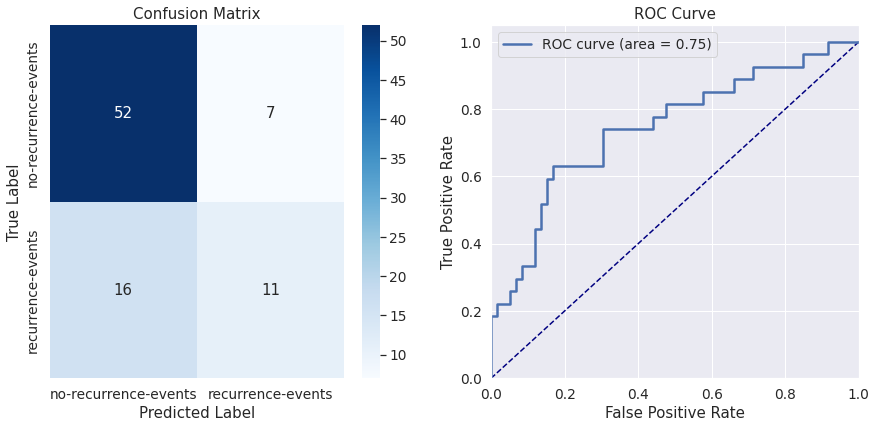 Confusion Matrix
True Label
no-recurrence-events
recurrence-events
52
7
16
11
no-recurrence-events
recurrence-events
Predicted Label
50
45
40
35
30
25
20
15
10
ROC Curve
ROC curve (area = 0.75)
True Positive Rate
1.0
0.8
0.6
0.4
0.2
0.0
0.0
0.2
0.4
0.6
0.8
1.0
False Positive Rate